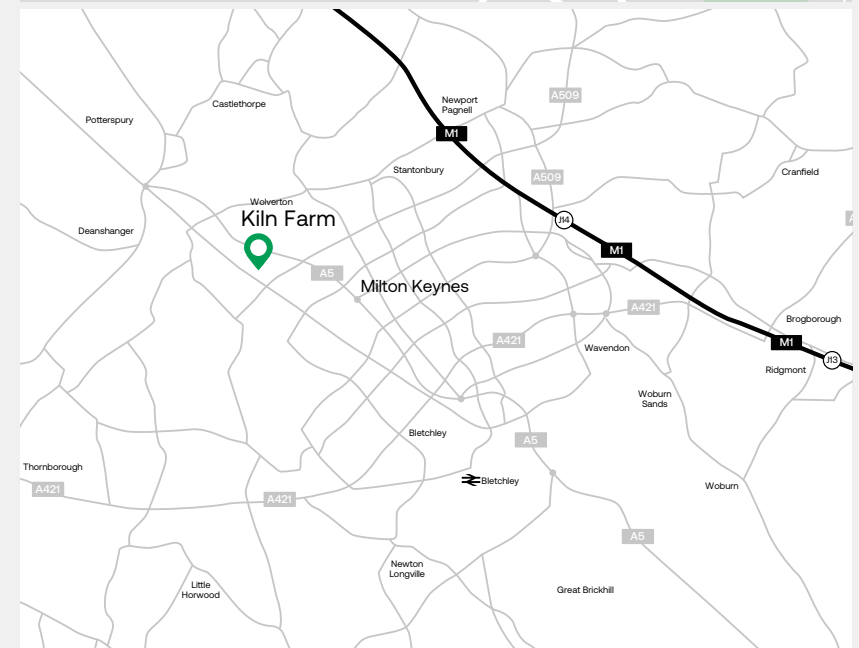 A509
Newport
Pagnell
Castlethorpe
Potterspury
M1
Stantonbury
Cranfield
A509
Wolverton
Kiln Farm
J14
Deanshanger
M1
A5
Milton Keynes
A421
Brogborough
A421
M1
Wavendon
J13
Ridgmont
Woburn
Sands
Bletchley
A5
Thornborough
Bletchley
Woburn
A421
A421
A5
Newton
Longville
Little
Horwood
Great Brickhill